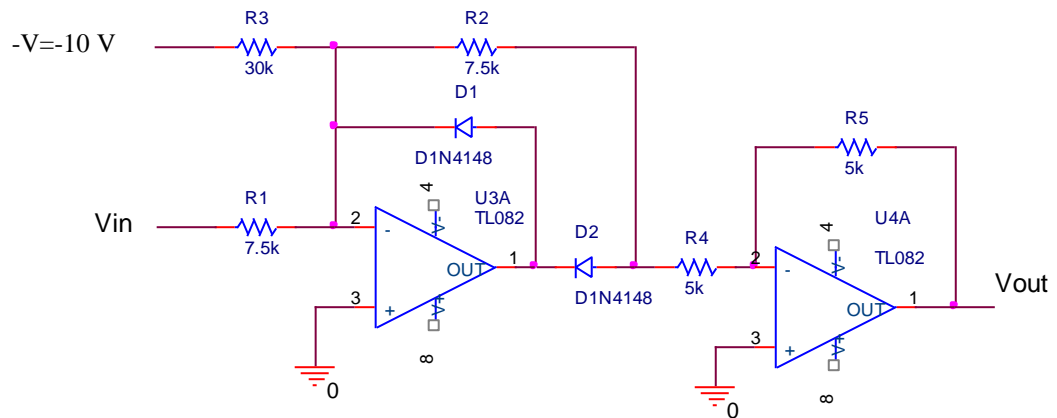 R3
R2
-V=-10 V
30k
7.5k
D1
R5
D1N4148
5k
R1
4
U3A
TL082
4
U4A
TL082
Vin
2
-
V-
D2
R4
2
-
V-
7.5k
OUT
1
Vout
3
+
V+
D1N4148
5k
OUT
1
8
3
+
V+
0
8
0